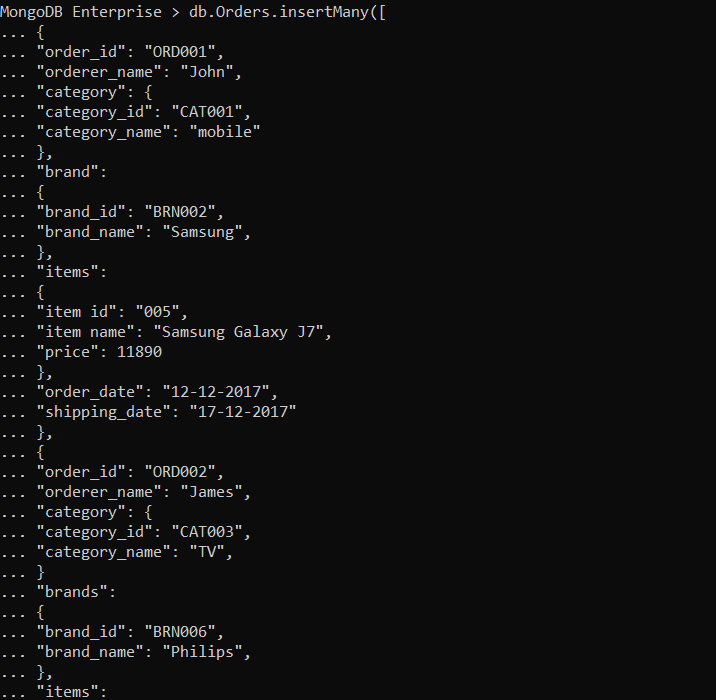 MongoDB Enterprise > db.Orders.insertMany([
... {
... "order_id": "ORD001",
... "orderer_name": "John",
... "category": {
... "category_id": "CAT001",
... "category_name": "mobile"
... },
... "brand":
... {
... "brand_id": "BRN002",
... "brand_name": "Samsung",
... },
... "items":
... {
... "item id": "005",
... "item name": "Samsung Galaxy J7",
... "price": 11890
... },
... "order_date": "12-12-2017",
... "shipping_date": "17-12-2017"
... },
... {
... "order_id": "ORD002",
... "orderer_name": "James",
... "category": {
... "category_id": "CAT003",
... "category_name": "TV",
... }
... "brands":
... {
... "brand_id": "BRN006",
... "brand_name": "Philips",
... },
... "items":